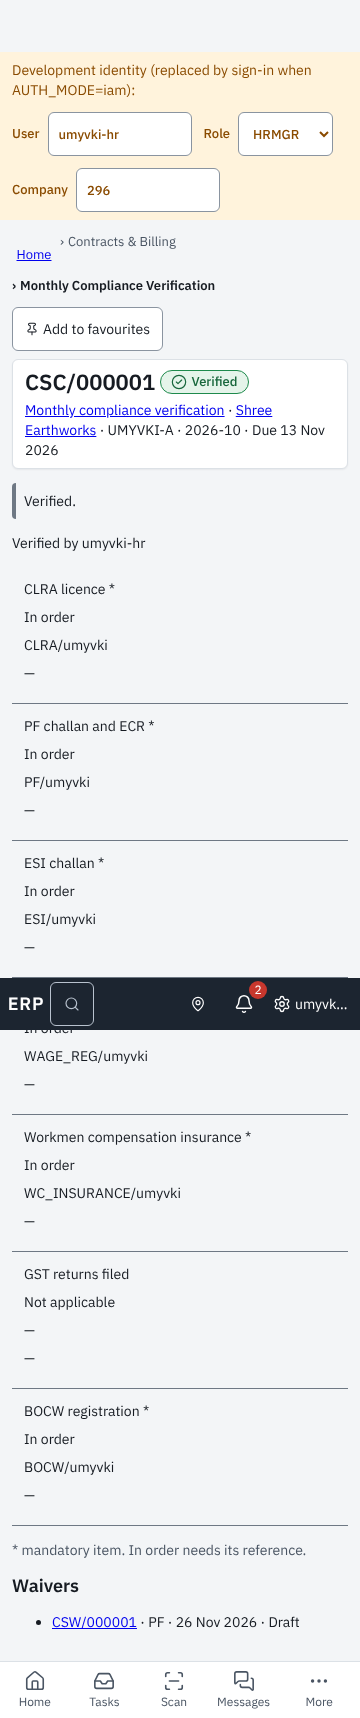 Development identity (replaced by sign-in when
AUTH_MODE=iam):
User umyvki-hr Role HRMGR
Company 296
Home › Contracts & Billing
› Monthly Compliance Verification
Add to favourites
CSC/000001 Verified
Monthly compliance verification · Shree
Earthworks · UMYVKI-A · 2026-10 · Due 13 Nov
2026
Verified.
Verified by umyvki-hr
CLRA licence *
In order
CLRA/umyvki
—
PF challan and ECR *
In order
PF/umyvki
—
ESI challan *
In order
ESI/umyvki
—
ERP 2 umyvk...
In order
WAGE_REG/umyvki
—
Workmen compensation insurance *
In order
WC_INSURANCE/umyvki
—
GST returns filed
Not applicable
—
—
BOCW registration *
In order
BOCW/umyvki
—
* mandatory item. In order needs its reference.
Waivers
• CSW/000001 · PF · 26 Nov 2026 · Draft
Home Tasks Scan Messages More